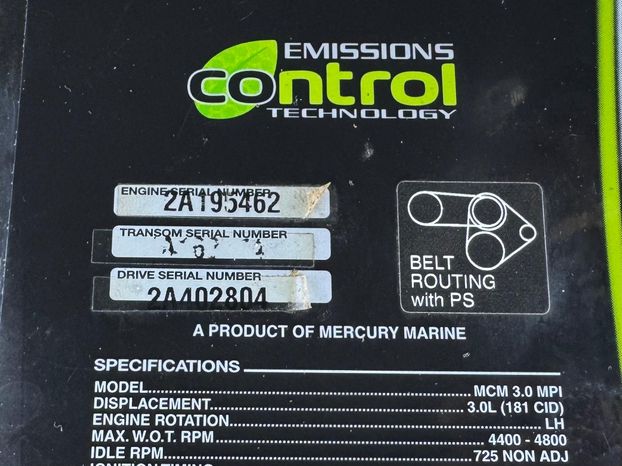 EMISSIONS
control
TECHNOLOGY
ENGINE SERIAL NUMBER
2A195462
TRANSOM SERIAL NUMBER
DRIVE SERIAL NUMBER
2A402804
BELT
ROUTING
with PS
A PRODUCT OF MERCURY MARINE
SPECIFICATIONS
MODEL MCM 3.0 MPI
DISPLACEMENT 3.0L (181 CID)
ENGINE ROTATION LH
MAX. W.O.T. RPM 4400 - 4800
IDLE RPM 725 NON ADJ
IGNITION TIMING